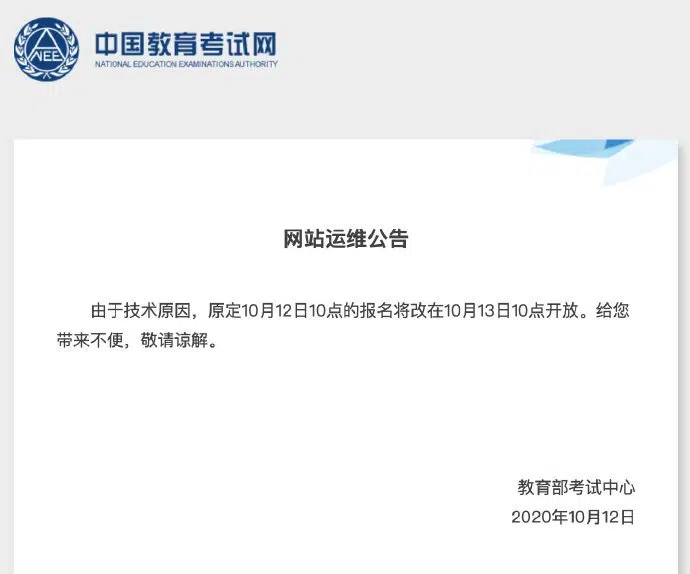 NEE
中国教育考试网
NATIONAL EDUCATION EXAMINATIONS AUTHORITY
网站运维公告
由于技术原因，原定10月12日10点的报名将改在10月13日10点开放。给您
带来不便，敬请谅解。
教育部考试中心
2020年10月12日